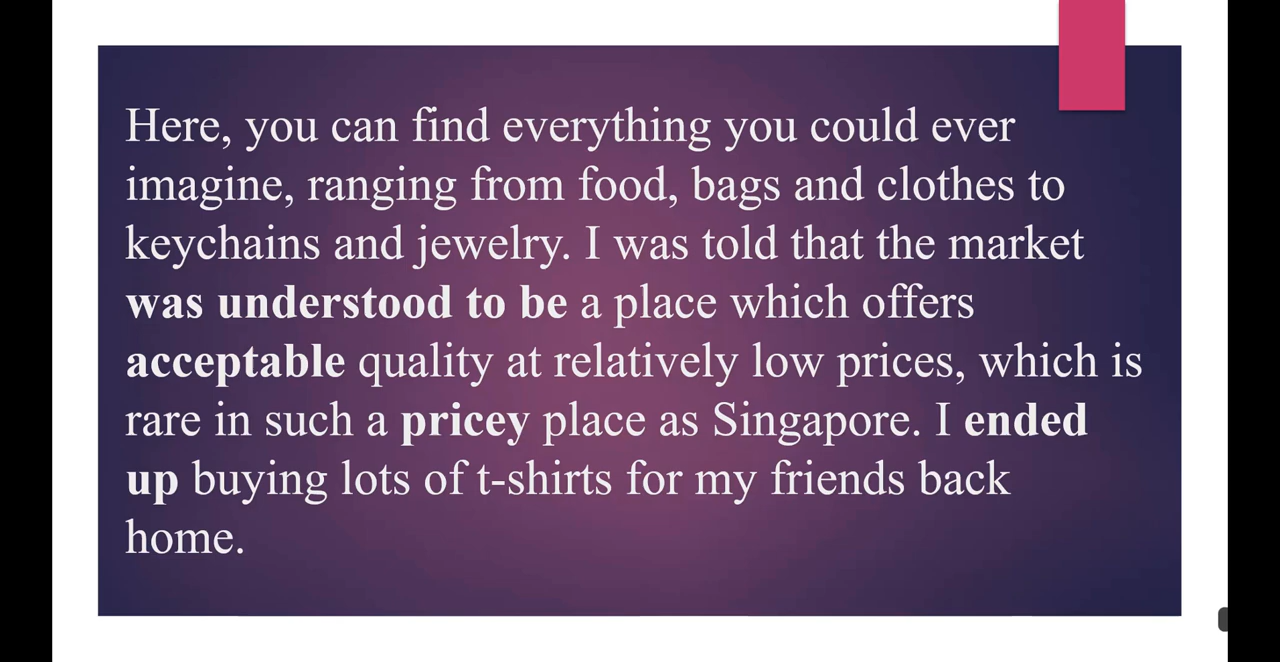 Here, you can find everything you could ever
imagine, ranging from food, bags and clothes to
keychains and jewelry. I was told that the market
was understood to be a place which offers
acceptable quality at relatively low prices, which is
rare in such a pricey place as Singapore. I ended
up buying lots of t-shirts for my friends back
home.